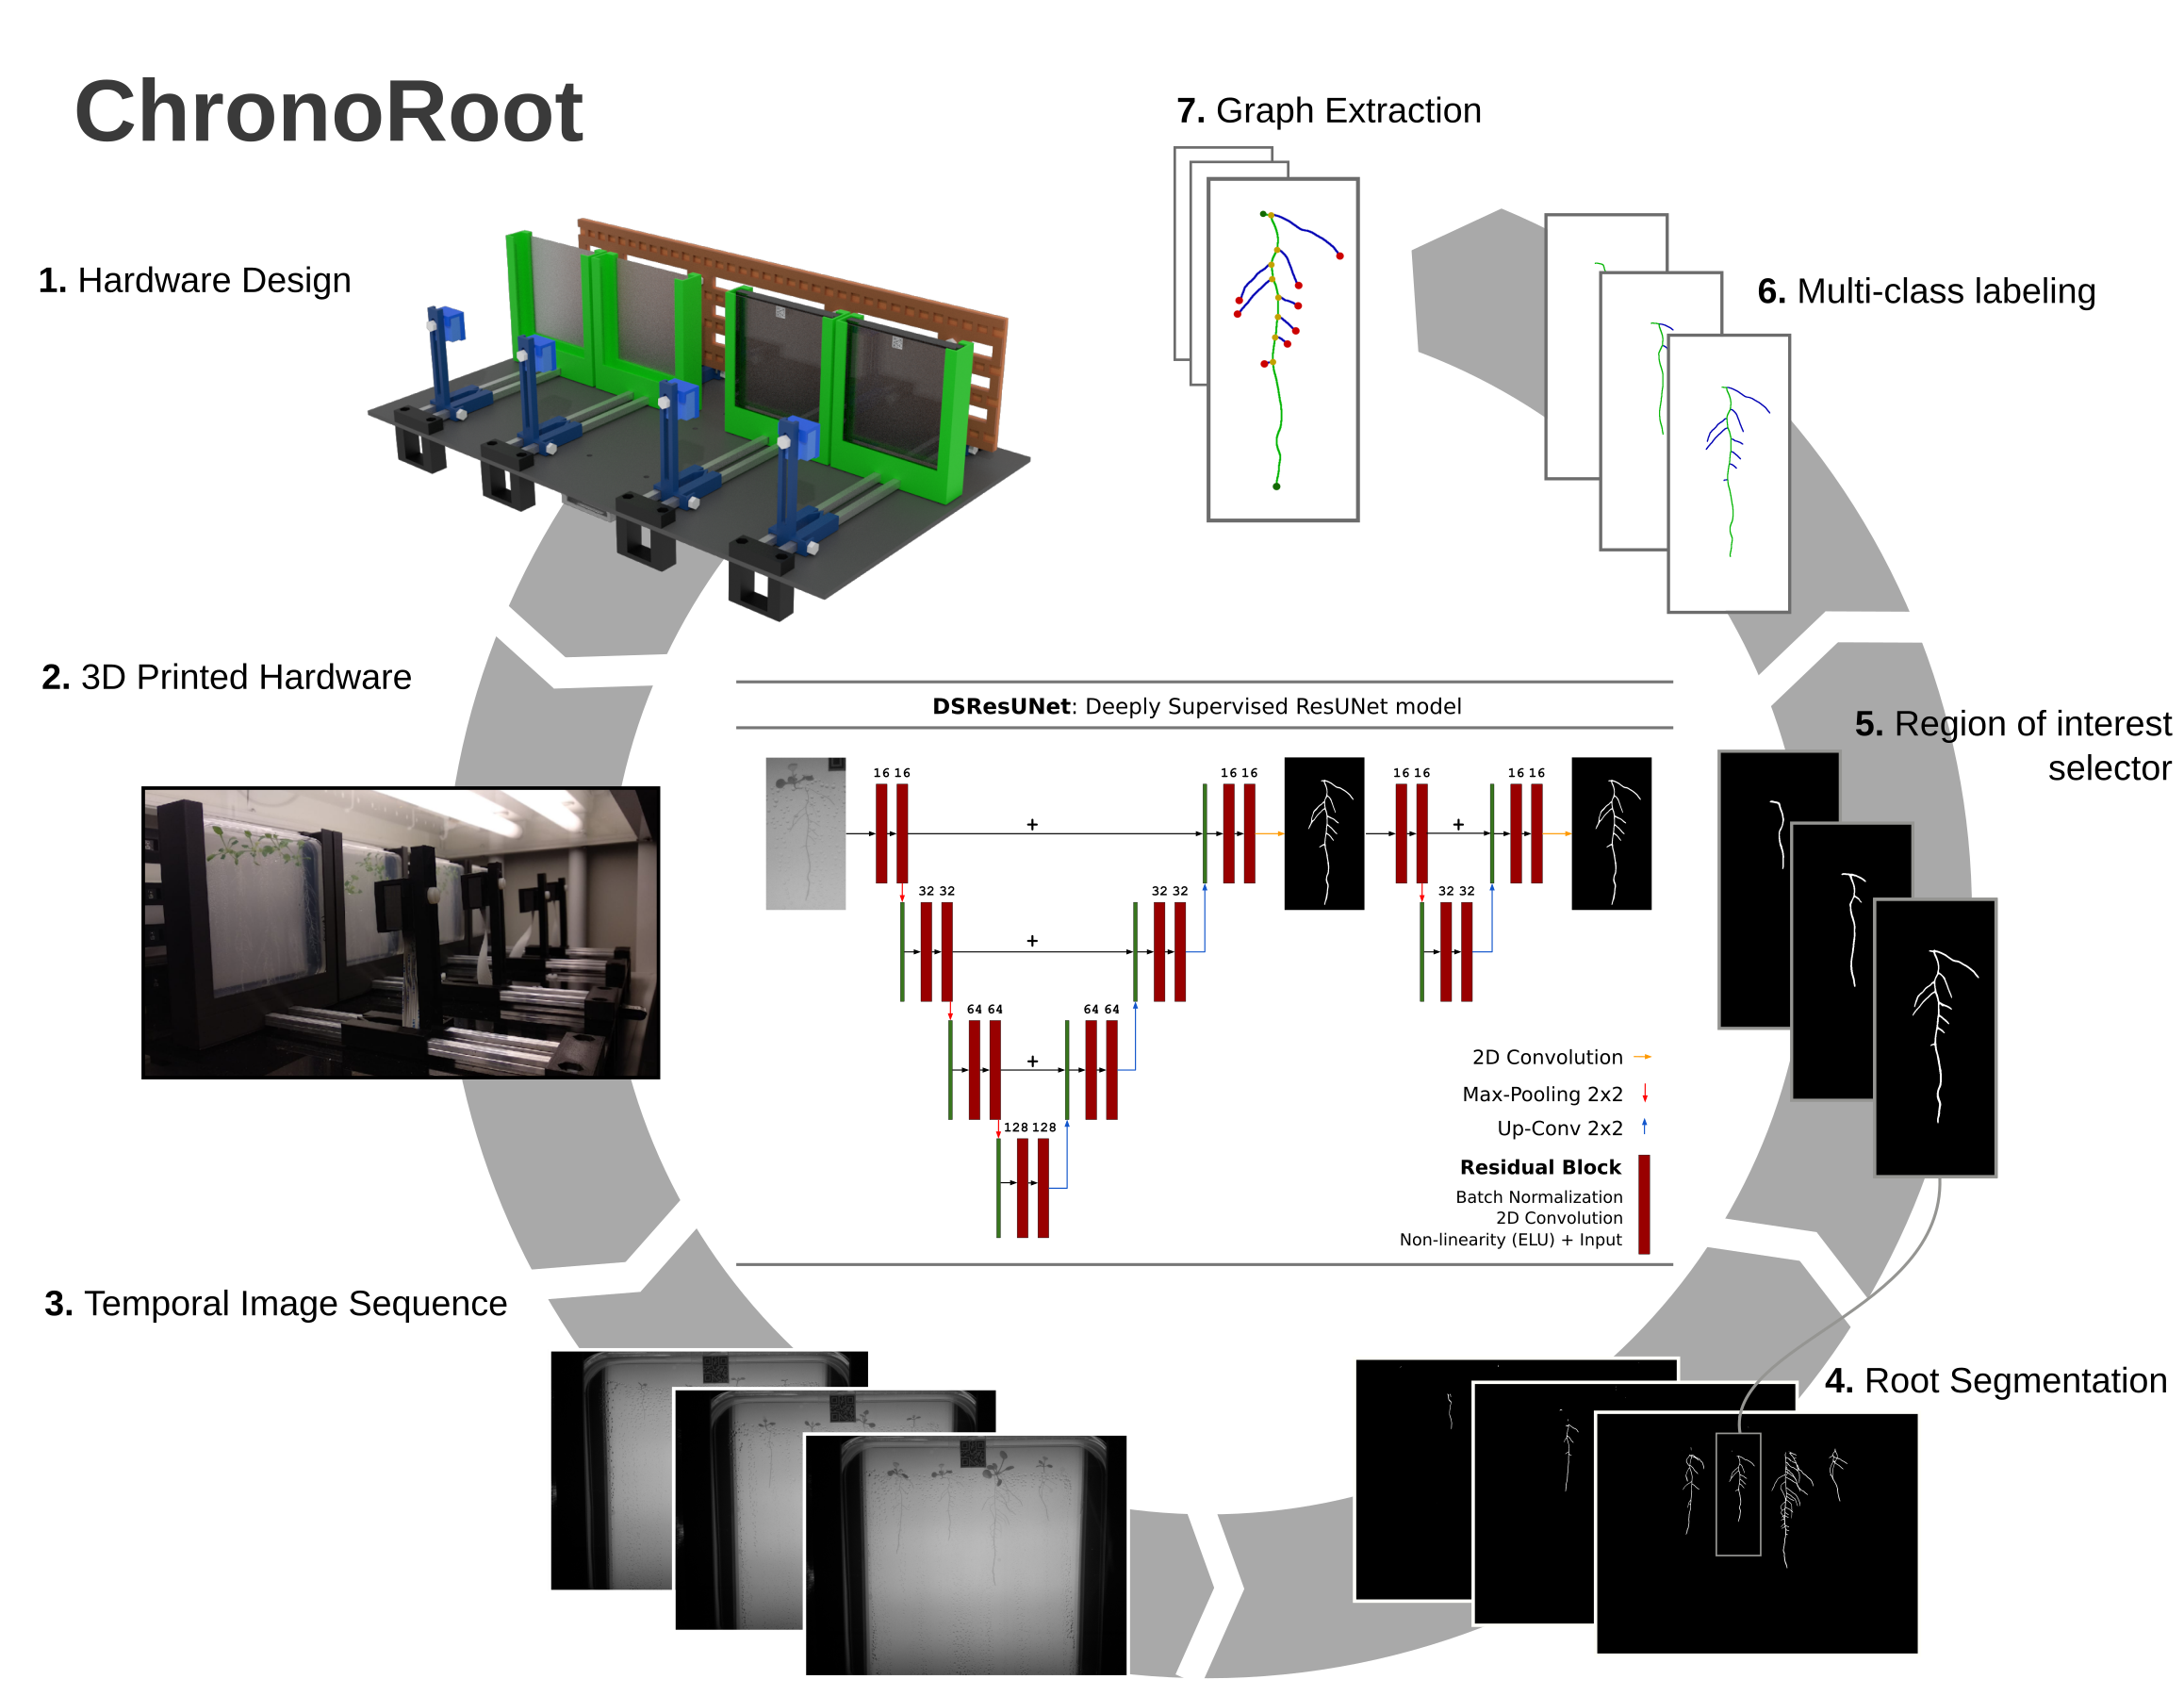 ChronoRoot
7. Graph Extraction
1. Hardware Design
6. Multi-class labeling
2. 3D Printed Hardware
DSResUNet: Deeply Supervised ResUNet model
5. Region of interest
selector
16 16
16 16
16 16
16 16
+
+
32 32
32 32
32 32
+
64 64
64 64
+
128 128
2D Convolution
Max-Pooling 2x2
Up-Conv 2x2
Residual Block
Batch Normalization
2D Convolution
Non-linearity (ELU) + Input
3. Temporal Image Sequence
4. Root Segmentation